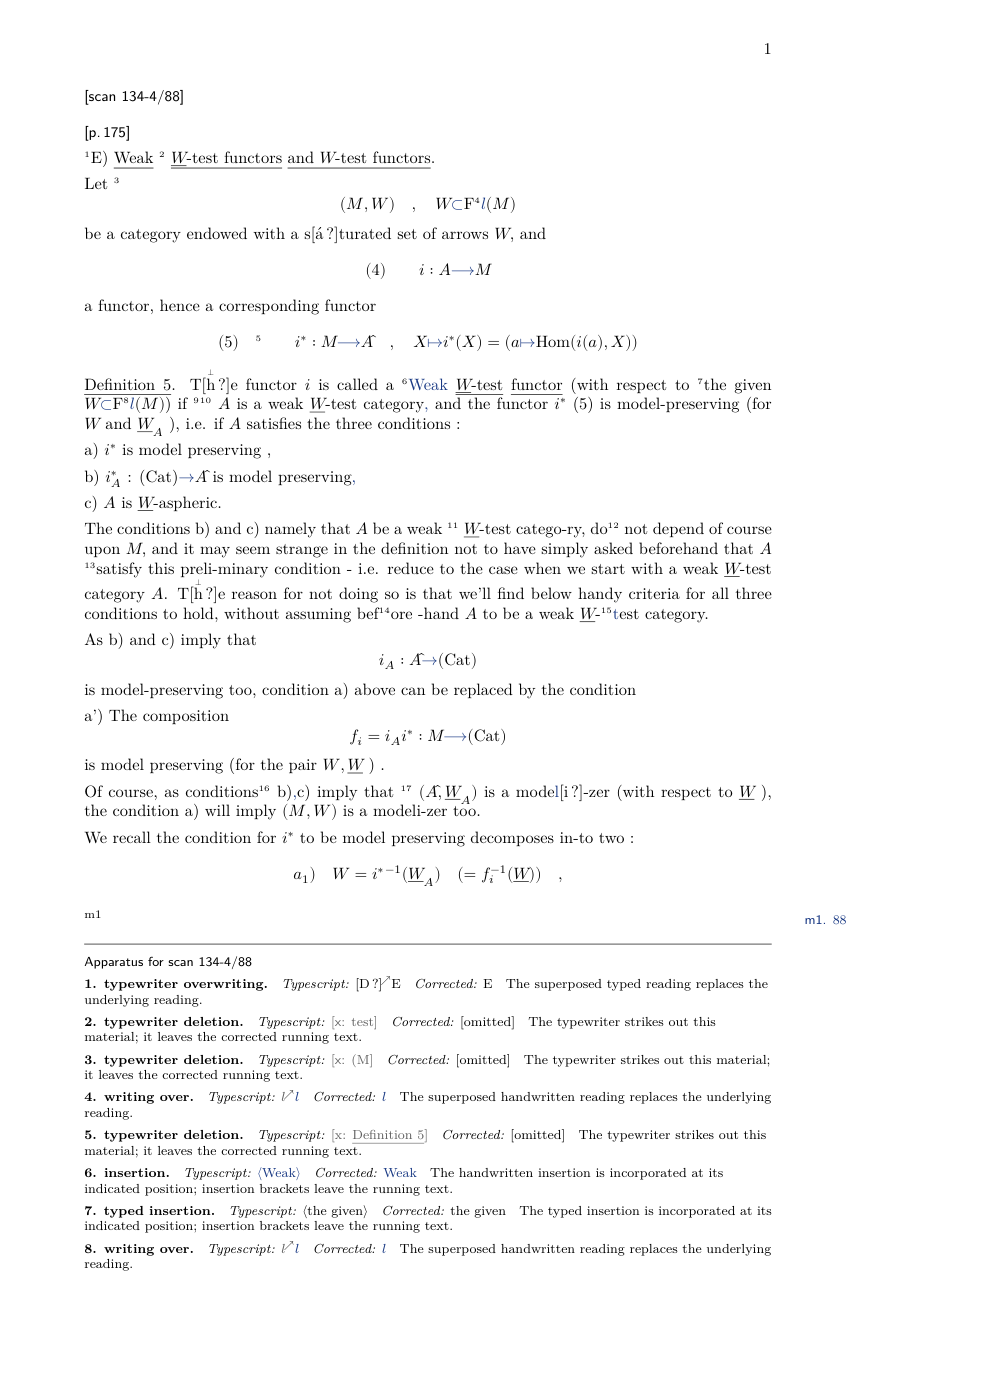 1
[scan 134-4/88]
[p. 175]
¹E) Weak ² W-test functors and W-test functors.
Let ³
(M, W) , W⊂F⁴l(M)
be a category endowed with a s[á ?]turated set of arrows W, and
(4) i : A⟶M
a functor, hence a corresponding functor
(5) ⁵ i* : M⟶Aˆ , X↦i*(X) = (a↦Hom(i(a), X))
Definition 5. T[h ?]e functor i is called a ⁶Weak W-test functor (with respect to ⁷the given
W⊂F⁸l(M)) if ⁹ ¹⁰ A is a weak W-test category, and the functor i* (5) is model-preserving (for
W and W_A ), i.e. if A satisfies the three conditions :
a) i* is model preserving ,
b) i*_A : (Cat)→Aˆ is model preserving,
c) A is W-aspheric.
The conditions b) and c) namely that A be a weak ¹¹ W-test catego-ry, do¹² not depend of course
upon M, and it may seem strange in the definition not to have simply asked beforehand that A
¹³satisfy this preli-minary condition - i.e. reduce to the case when we start with a weak W-test
category A. T[h ?]e reason for not doing so is that we'll find below handy criteria for all three
conditions to hold, without assuming bef¹⁴ore -hand A to be a weak W-¹⁵test category.
As b) and c) imply that
i_A : Aˆ→(Cat)
is model-preserving too, condition a) above can be replaced by the condition
a') The composition
f_i = i_A i* : M⟶(Cat)
is model preserving (for the pair W, W ) .
Of course, as conditions¹⁶ b),c) imply that ¹⁷ (Aˆ, W_A) is a model[i ?]-zer (with respect to W ),
the condition a) will imply (M, W) is a modeli-zer too.
We recall the condition for i* to be model preserving decomposes in-to two :
a₁) W = i*⁻¹(W_A) (= f_i⁻¹(W)) ,
m1
m1. 88
Apparatus for scan 134-4/88
1. typewriter overwriting. Typescript: [D ?]↗E Corrected: E The superposed typed reading replaces the
underlying reading.
2. typewriter deletion. Typescript: [x: test] Corrected: [omitted] The typewriter strikes out this
material; it leaves the corrected running text.
3. typewriter deletion. Typescript: [x: (M] Corrected: [omitted] The typewriter strikes out this material;
it leaves the corrected running text.
4. writing over. Typescript: l↗l Corrected: l The superposed handwritten reading replaces the underlying
reading.
5. typewriter deletion. Typescript: [x: Definition 5] Corrected: [omitted] The typewriter strikes out this
material; it leaves the corrected running text.
6. insertion. Typescript: ⟨Weak⟩ Corrected: Weak The handwritten insertion is incorporated at its
indicated position; insertion brackets leave the running text.
7. typed insertion. Typescript: ⟨the given⟩ Corrected: the given The typed insertion is incorporated at its
indicated position; insertion brackets leave the running text.
8. writing over. Typescript: l↗l Corrected: l The superposed handwritten reading replaces the underlying
reading.